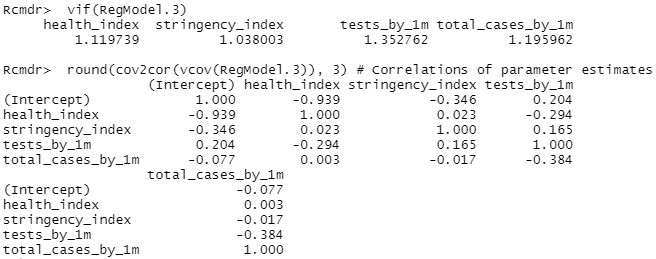 Rcmdr>  vif(RegModel.3)
     health_index  stringency_index       tests_by_1m total_cases_by_1m
         1.119739          1.038003          1.352762          1.195962
Rcmdr>  round(cov2cor(vcov(RegModel.3)), 3) # Correlations of parameter estimates
                  (Intercept) health_index stringency_index tests_by_1m
(Intercept)             1.000       -0.939           -0.346       0.204
health_index           -0.939        1.000            0.023      -0.294
stringency_index       -0.346        0.023            1.000       0.165
tests_by_1m             0.204       -0.294            0.165       1.000
total_cases_by_1m      -0.077        0.003           -0.017      -0.384
                  total_cases_by_1m
(Intercept)                  -0.077
health_index                  0.003
stringency_index             -0.017
tests_by_1m                  -0.384
total_cases_by_1m             1.000